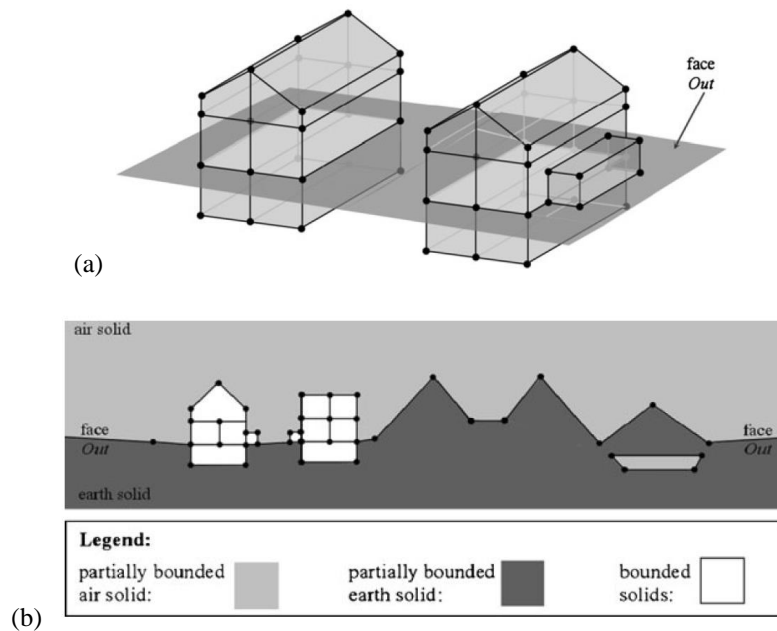 face
Out
(a)
air solid
face
Out
face
Out
earth solid
Legend:
partially bounded
air solid:
partially bounded
earth solid:
bounded
solids:
(b)